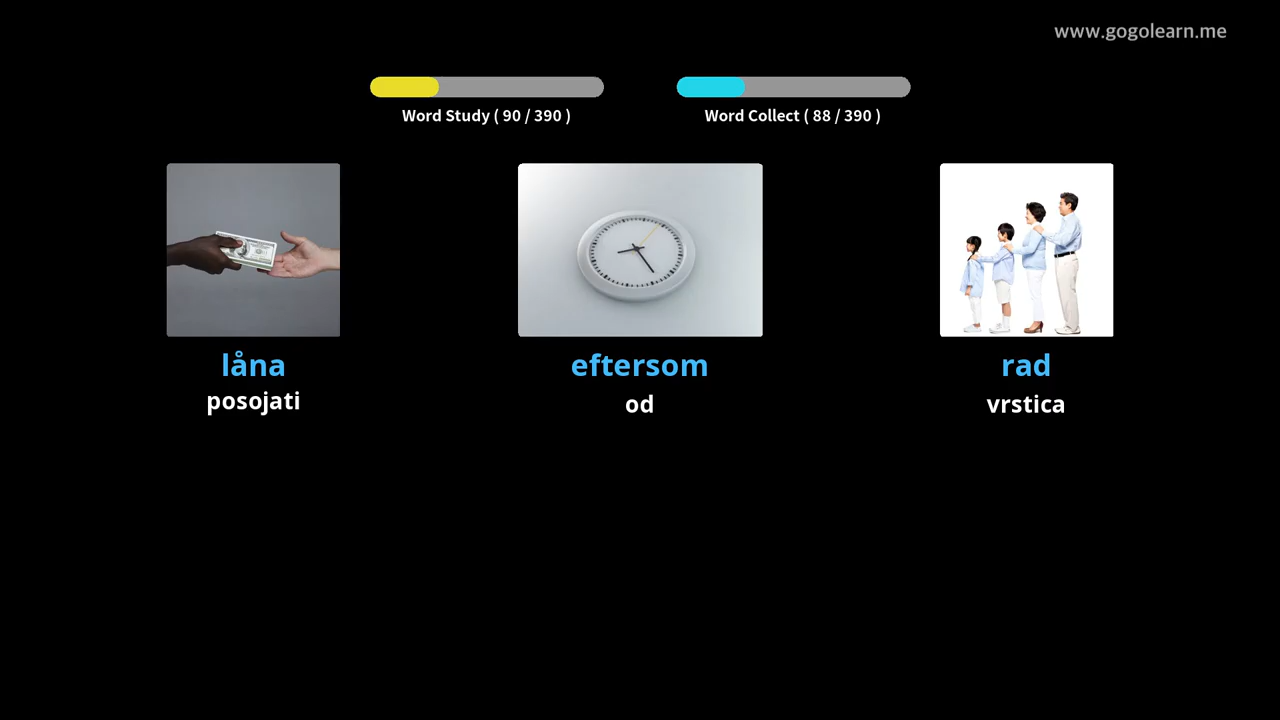 www.gogolearn.me
Word Study ( 90 / 390 )
Word Collect ( 88 / 390 )
låna
posojati
eftersom
od
rad
vrstica